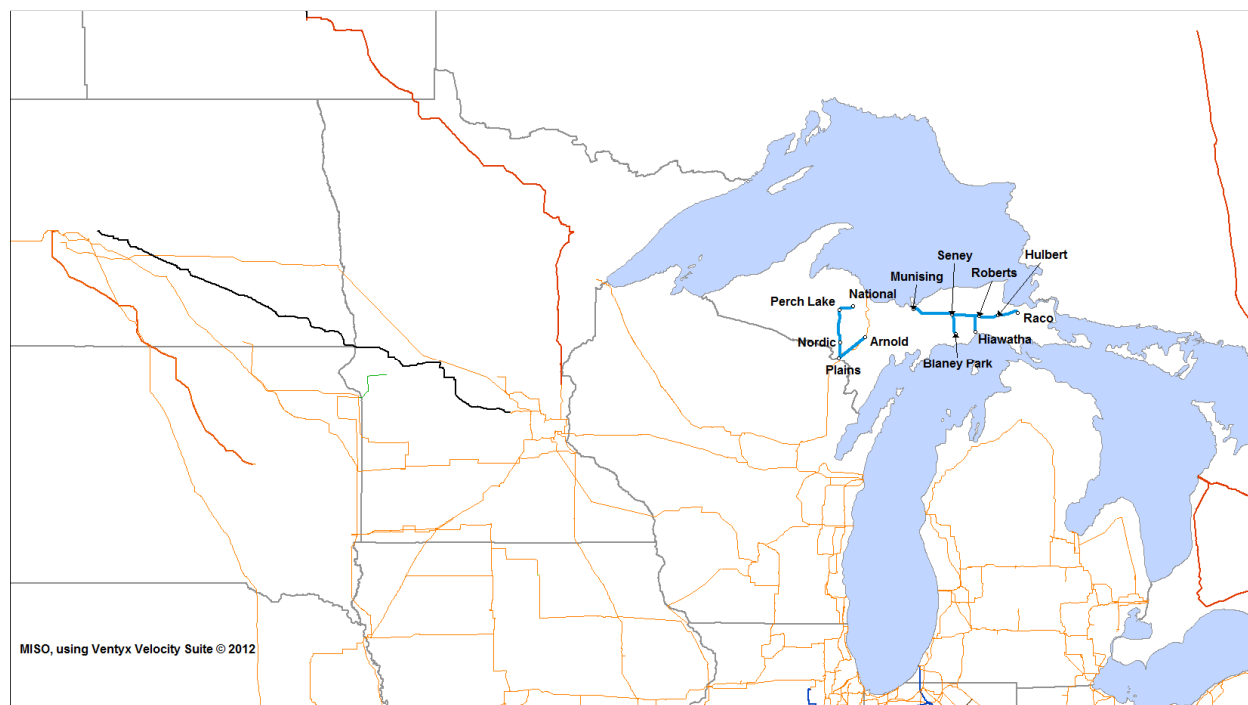 Seney
Hulbert
Munising
Roberts
Perch Lake
National
Raco
Nordic
Arnold
Hiawatha
Plains
Blaney Park
MISO, using Ventyx Velocity Suite © 2012